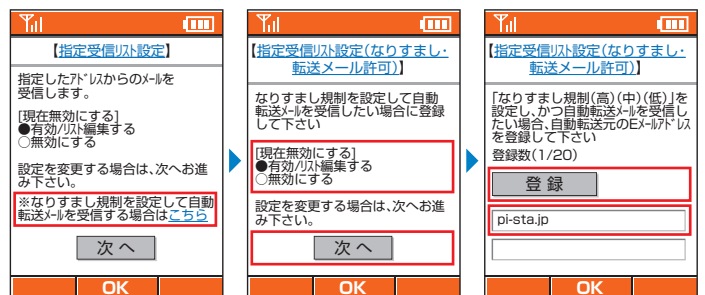 【指定受信リスト設定】
指定したアドレスからのメールを
受信します。
[現在無効にする]
●有効/リスト編集する
○無効にする
設定を変更する場合は、次へお進
み下さい。
※なりすまし規制を設定して自動
転送メールを受信する場合はこちら
次 へ
OK
【指定受信リスト設定(なりすまし・
転送メール許可)】
なりすまし規制を設定して自動
転送メールを受信したい場合に登録
して下さい
[現在無効にする]
●有効/リスト編集する
○無効にする
設定を変更する場合は、次へお進
み下さい。
次 へ
OK
【指定受信リスト設定(なりすまし・
転送メール許可)】
「なりすまし規制(高)(中)(低)」を
設定し、かつ自動転送メールを受信し
たい場合、自動転送元のEメールアドレス
を登録して下さい
登録数(1/20)
登 録
pi-sta.jp
OK